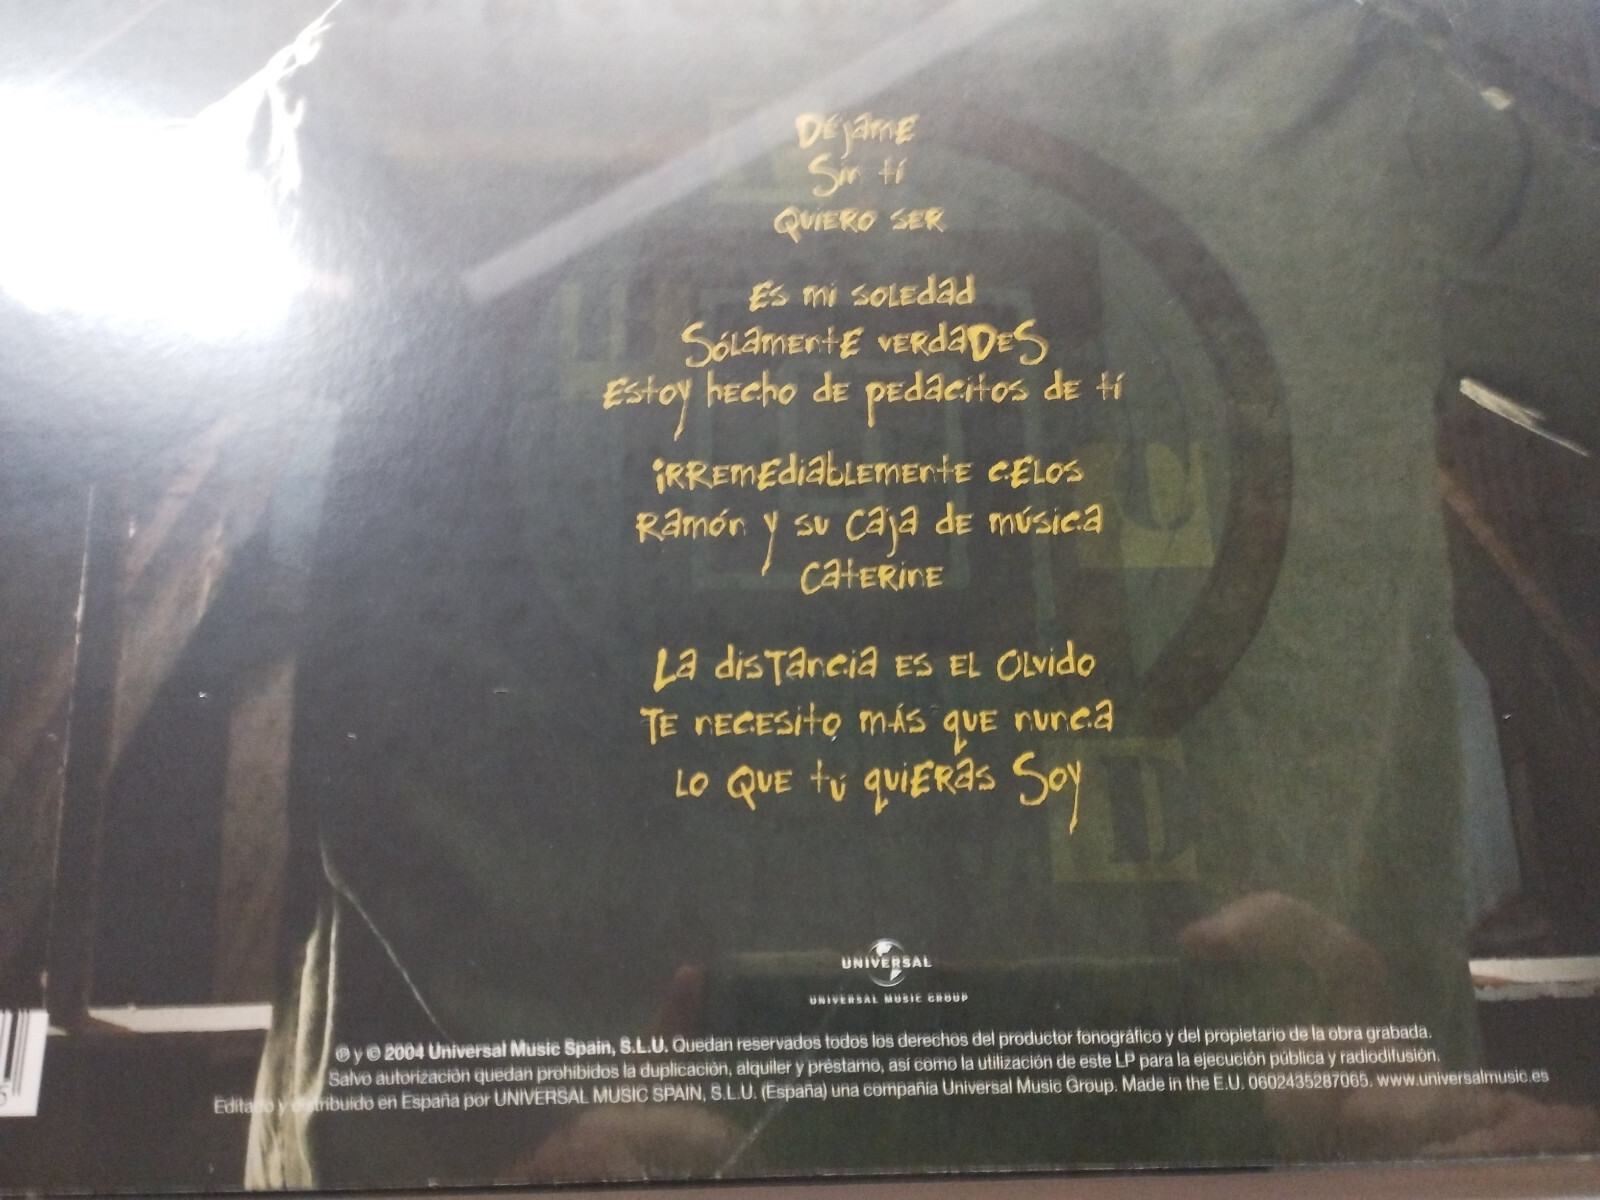 Déjame
Sin tí
Quiero ser
Es mi soledad
Sólamente verdades
Estoy hecho de pedacitos de tí
irremediablemente celos
Ramón y su caja de música
Caterine
La distancia es el olvido
Te necesito más que nunca
Lo que tú quieras soy
UNIVERSAL
UNIVERSAL MUSIC GROUP
℗ y © 2004 Universal Music Spain, S.L.U. Quedan reservados todos los derechos del productor fonográfico y del propietario de la obra grabada.
Salvo autorización quedan prohibidos la duplicación, alquiler y préstamo, así como la utilización de este LP para la ejecución pública y radiodifusión.
Editado y distribuido en España por UNIVERSAL MUSIC SPAIN, S.L.U. (España) una compañia Universal Music Group. Made in the E.U. 0602435287065. www.universalmusic.es